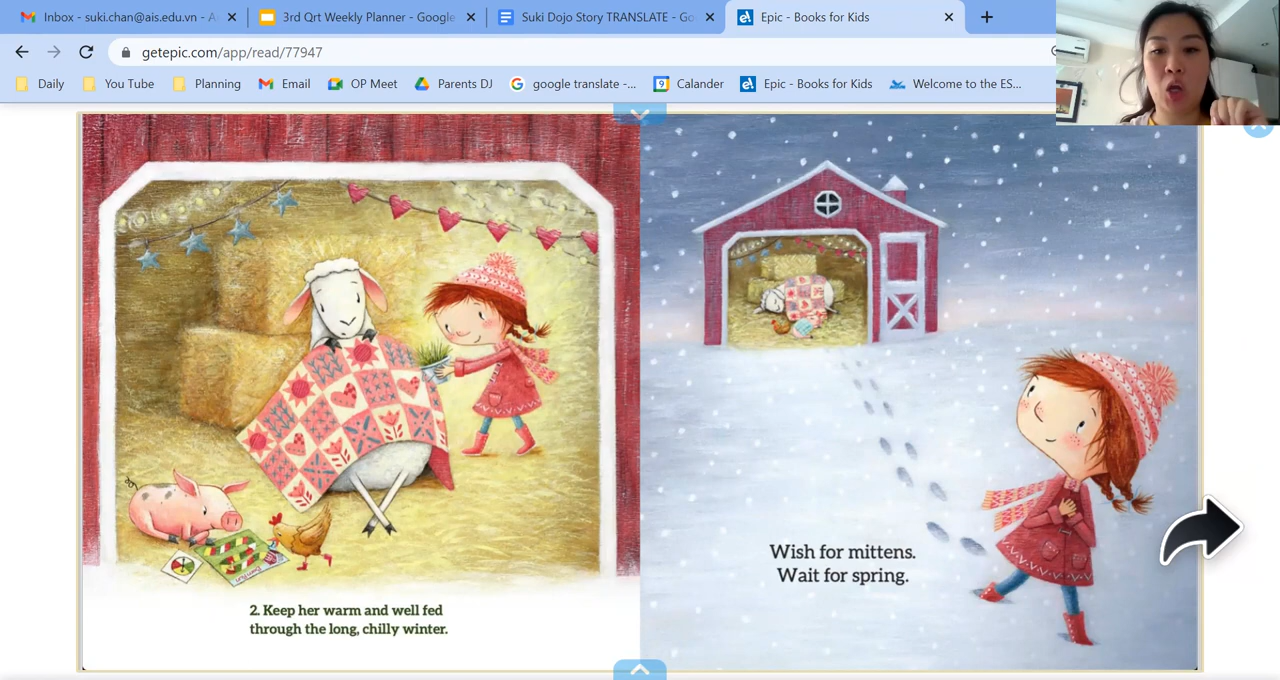 Inbox - suki.chan@ais.edu.vn - A
3rd Qrt Weekly Planner - Google
Suki Dojo Story TRANSLATE - Go
Epic - Books for Kids
getepic.com/app/read/77947
Daily
You Tube
Planning
Email
OP Meet
Parents DJ
google translate -...
Calander
Epic - Books for Kids
Welcome to the ES...
2. Keep her warm and well fed
through the long, chilly winter.
Wish for mittens.
Wait for spring.